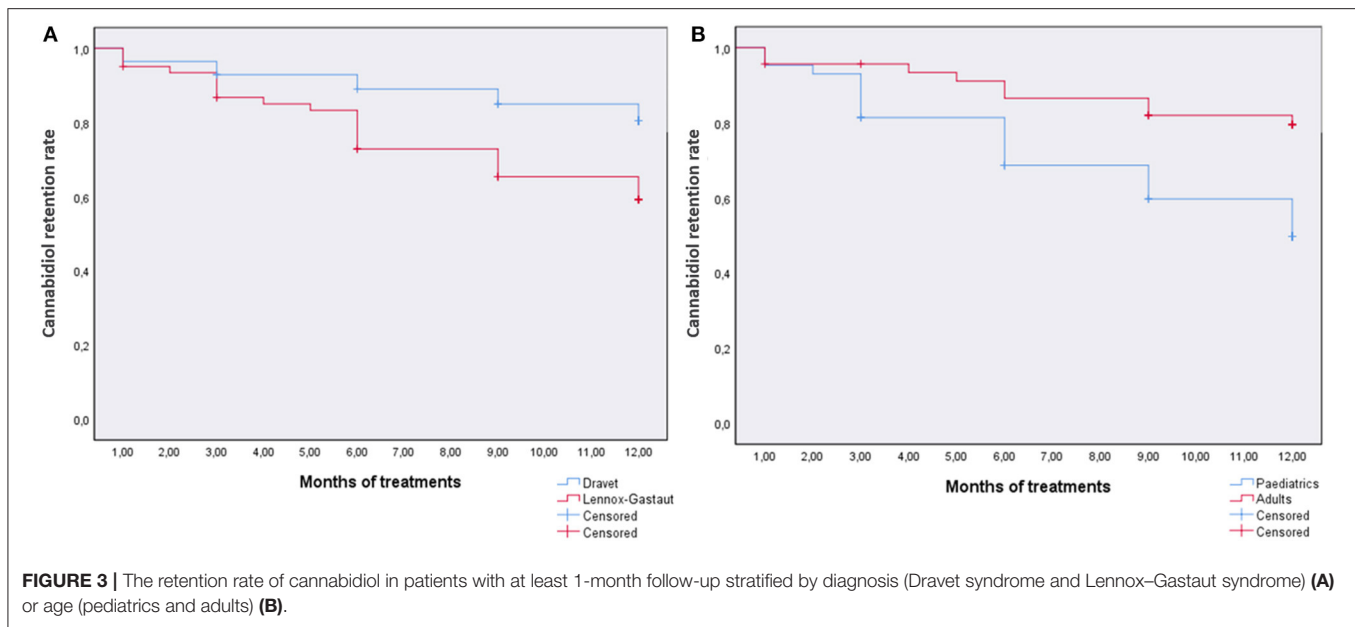 A
Cannabidiol retention rate
1,0
0,8
0,6
0,4
0,2
0,0
1,00 2,00 3,00 4,00 5,00 6,00 7,00 8,00 9,00 10,00 11,00 12,00
Months of treatments
Dravet
Lennox-Gastaut
Censored
Censored
B
Cannabidiol retention rate
1,0
0,8
0,6
0,4
0,2
0,0
1,00 2,00 3,00 4,00 5,00 6,00 7,00 8,00 9,00 10,00 11,00 12,00
Months of treatments
Paediatrics
Adults
Censored
Censored
FIGURE 3 | The retention rate of cannabidiol in patients with at least 1-month follow-up stratified by diagnosis (Dravet syndrome and Lennox–Gastaut syndrome) (A)
or age (pediatrics and adults) (B).